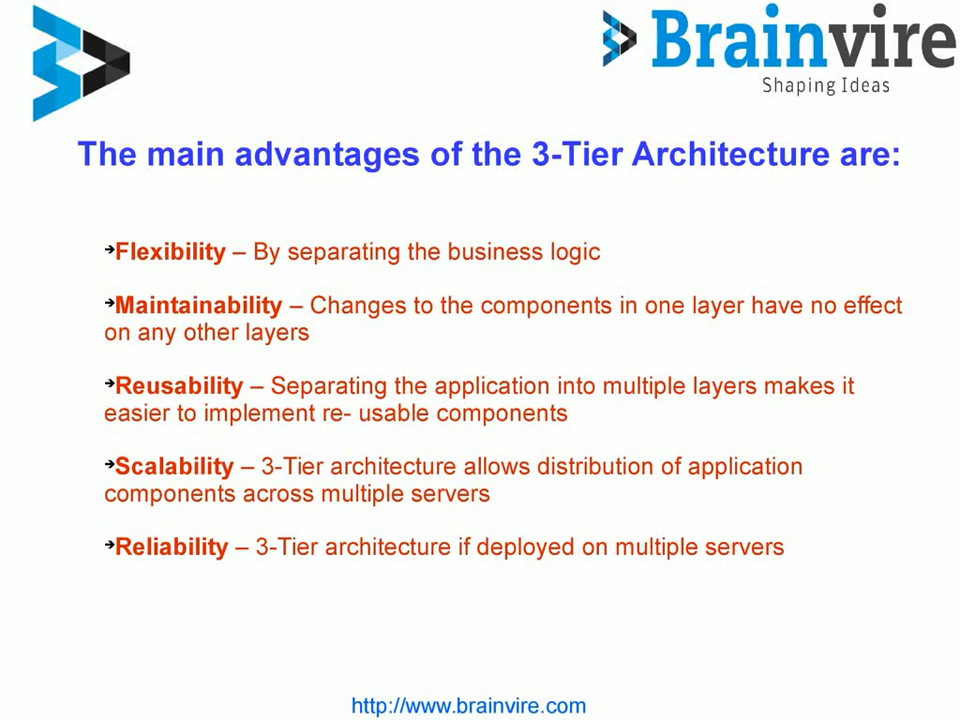 Brainvire
Shaping Ideas
The main advantages of the 3-Tier Architecture are:
➔Flexibility – By separating the business logic
➔Maintainability – Changes to the components in one layer have no effect
on any other layers
➔Reusability – Separating the application into multiple layers makes it
easier to implement re- usable components
➔Scalability – 3-Tier architecture allows distribution of application
components across multiple servers
➔Reliability – 3-Tier architecture if deployed on multiple servers
http://www.brainvire.com